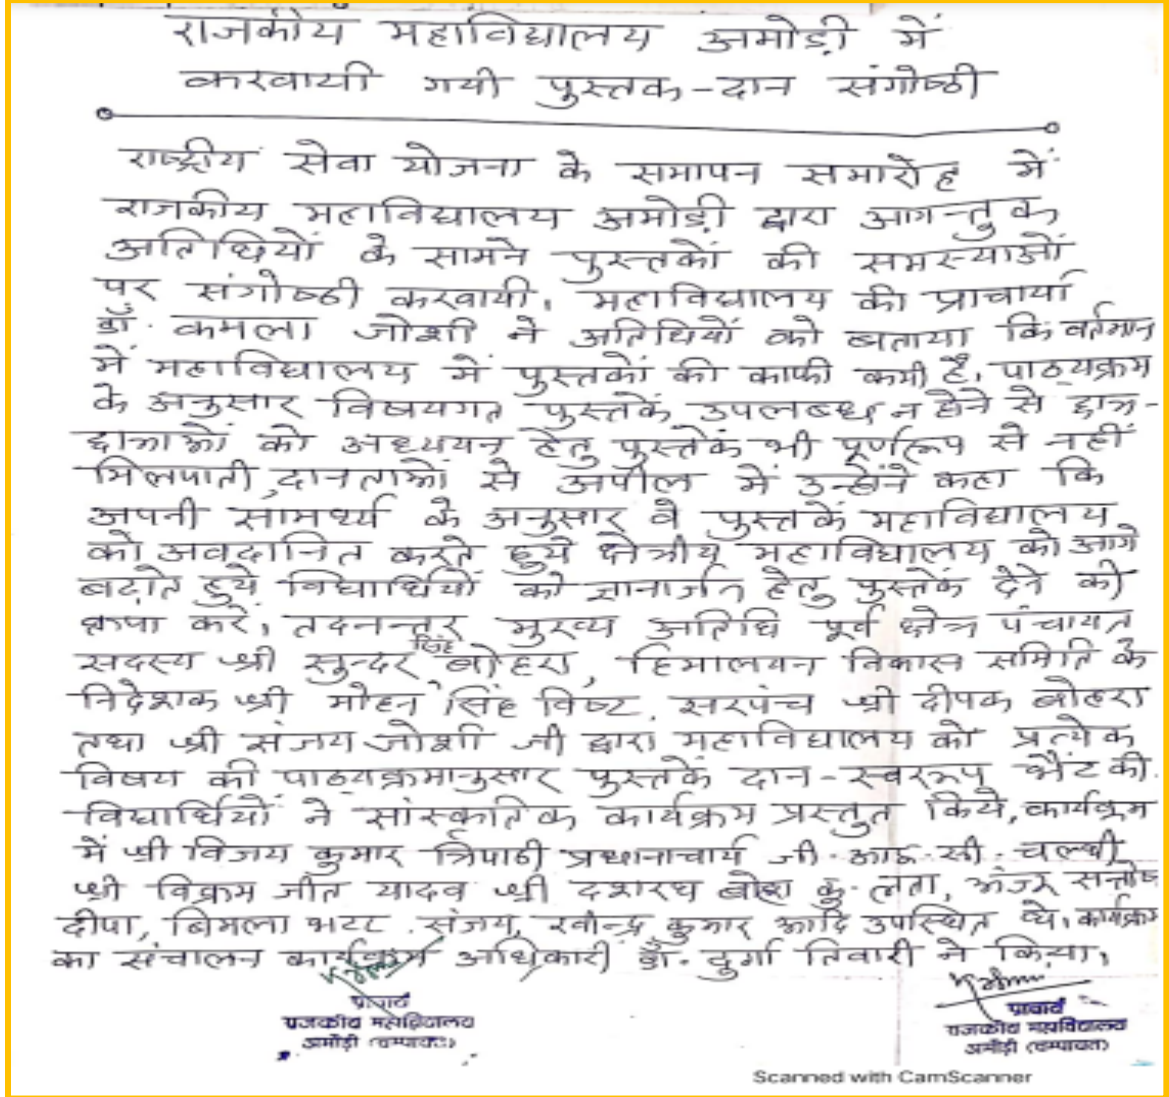 राजकीय महाविद्यालय अमोड़ी में
करवायी गयी पुस्तक-दान संगोष्ठी
राष्ट्रीय सेवा योजना के समापन समारोह में
राजकीय महाविद्यालय अमोड़ी द्वारा आगन्तुक
अतिथियों के सामने पुस्तकों की समस्याओं
पर संगोष्ठी करवायी। महाविद्यालय की प्राचार्या
डॉ. कमला जोशी ने अतिथियों को बताया कि वर्तमान
में महाविद्यालय में पुस्तकों की काफी कमी है, पाठ्यक्रम
के अनुसार विषयगत पुस्तकें उपलब्ध न होने से छात्र-
छात्राओं को अध्ययन हेतु पुस्तकें भी पूर्णरूप से नहीं
मिलपाती, दानताओं से अपील में उन्होंने कहा कि
अपनी सामर्थ्य के अनुसार वे पुस्तकें महाविद्यालय
को अवदानित करते हुये क्षेत्रीय महाविद्यालय को आगे
बढ़ाते हुये विद्यार्थियों को ज्ञानार्जन हेतु पुस्तकें देने की
कृपा करें। तदनन्तर मुख्य अतिथि पूर्व क्षेत्र पंचायत
सदस्य श्री सुन्दर सिंह बोहरा, हिमालयन विकास समिति के
निदेशक श्री मोहन सिंह विष्ट, सरपंच श्री दीपक बोहरा
तथा श्री संजय जोशी जी द्वारा महाविद्यालय को प्रत्येक
विषय की पाठ्यक्रमानुसार पुस्तकें दान-स्वरूप भैंट की.
विद्यार्थियों ने सांस्कृतिक कार्यक्रम प्रस्तुत किये, कार्यक्रम
में श्री विजय कुमार त्रिपाठी प्रधानाचार्य जी.आई.सी. चल्थी,
श्री विक्रम जीत यादव श्री दशरथ बोहरा कु. लता, अंजू सन्तोष
दीपा, बिमला भटट. संजय, रवीन्द्र कुमार आदि उपस्थित थे। कार्यक्रम
का संचालन कार्यक्रम अधिकारी डॉ. दुर्गा तिवारी ने किया।
प्राचार्य
राजकीय महाविद्यालय
अमोड़ी (चम्पावत)
प्राचार्य
राजकीय महाविद्यालय
अमोड़ी (चम्पावत)
Scanned with CamScanner